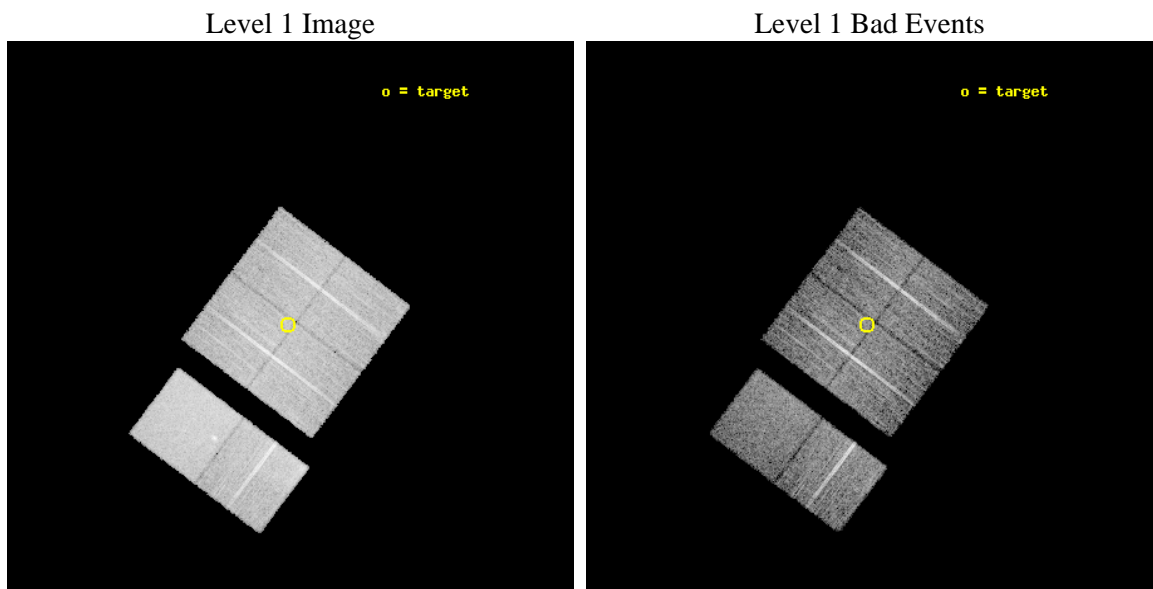 Level 1 Image
Level 1 Bad Events
o = target
o = target